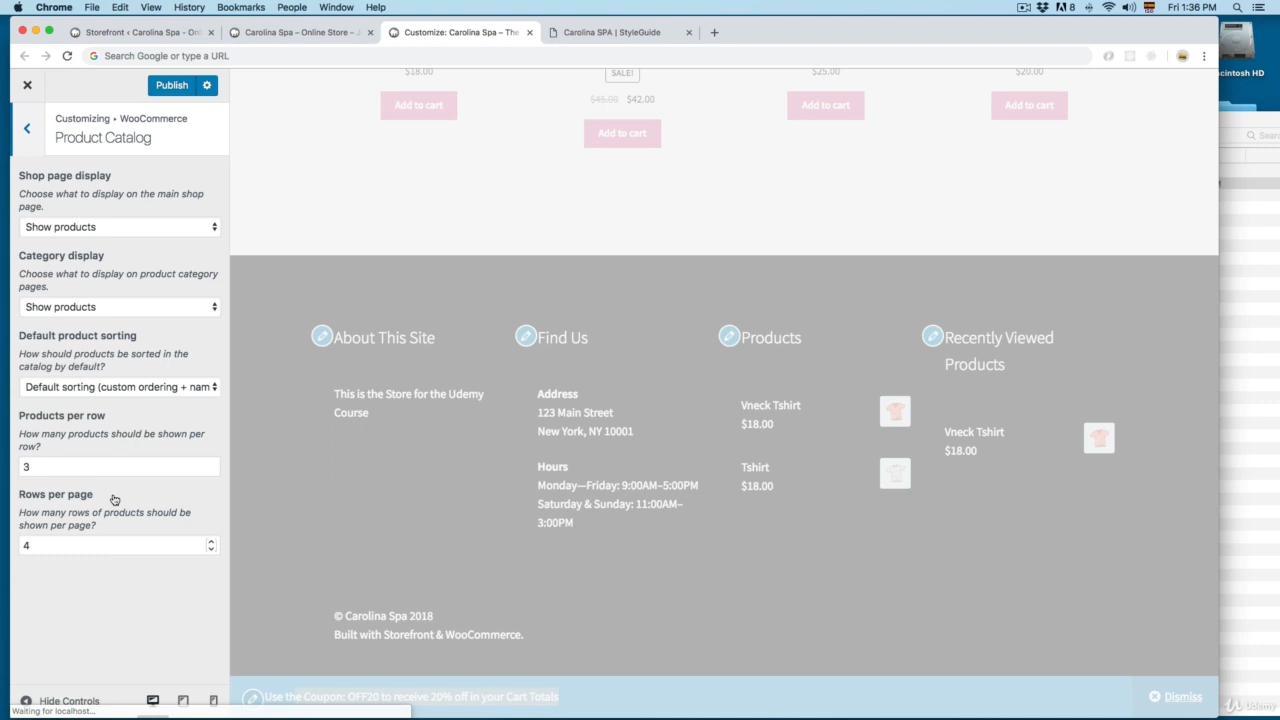 Chrome File Edit View History Bookmarks People Window Help
8
Fri 1:36 PM
Storefront ‹ Carolina Spa - Onl
Carolina Spa – Online Store –
Customize: Carolina Spa – The
Carolina SPA | StyleGuide
Search Google or type a URL
acintosh HD
Sear
Publish
Customizing ▸ WooCommerce
Product Catalog
Shop page display
Choose what to display on the main shop
page.
Show products
Category display
Choose what to display on product category
pages.
Show products
Default product sorting
How should products be sorted in the
catalog by default?
Default sorting (custom ordering + nam
Products per row
How many products should be shown per
row?
3
Rows per page
How many rows of products should be
shown per page?
4
Hide Controls
Waiting for localhost...
$18.00
SALE!
$25.00
$20.00
$45.00 $42.00
Add to cart
Add to cart
Add to cart
Add to cart
About This Site
This is the Store for the Udemy
Course
Find Us
Address
123 Main Street
New York, NY 10001
Hours
Monday—Friday: 9:00AM–5:00PM
Saturday & Sunday: 11:00AM–
3:00PM
Products
Vneck Tshirt
$18.00
Tshirt
$18.00
Recently Viewed
Products
Vneck Tshirt
$18.00
© Carolina Spa 2018
Built with Storefront & WooCommerce.
Use the Coupon: OFF20 to receive 20% off in your Cart Totals
Dismiss
Udemy